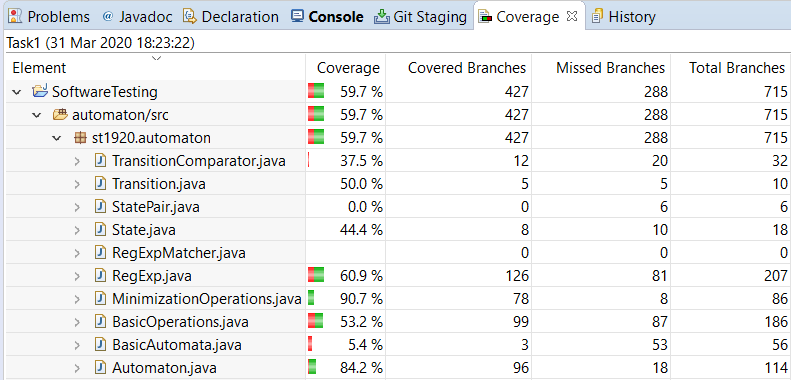 Problems @ Javadoc Declaration Console Git Staging Coverage History
Task1 (31 Mar 2020 18:23:22)
Element Coverage Covered Branches Missed Branches Total Branches
SoftwareTesting 59.7 % 427 288 715
automaton/src 59.7 % 427 288 715
st1920.automaton 59.7 % 427 288 715
TransitionComparator.java 37.5 % 12 20 32
Transition.java 50.0 % 5 5 10
StatePair.java 0.0 % 0 6 6
State.java 44.4 % 8 10 18
RegExpMatcher.java 0 0 0
RegExp.java 60.9 % 126 81 207
MinimizationOperations.java 90.7 % 78 8 86
BasicOperations.java 53.2 % 99 87 186
BasicAutomata.java 5.4 % 3 53 56
Automaton.java 84.2 % 96 18 114